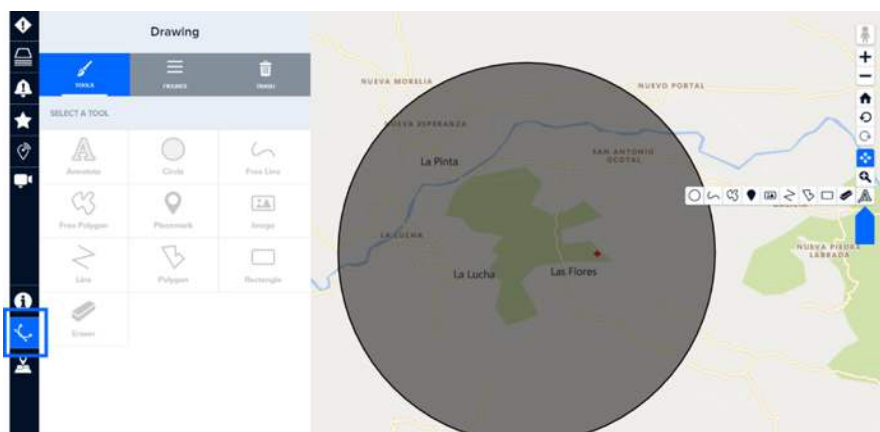 Drawing
TOOLS
FIGURES
TRASH
SELECT A TOOL
Annotate
Circle
Free Line
Free Polygon
Placemark
Image
Line
Polygon
Rectangle
Eraser
NUEVA MORELIA
NUEVO PORTAL
NUEVA ESPERANZA
La Pinta
SAN ANTONIO
OCOTAL
LA LUCHA
La Lucha
Las Flores
NUEVA PIEDRA
LABRADA